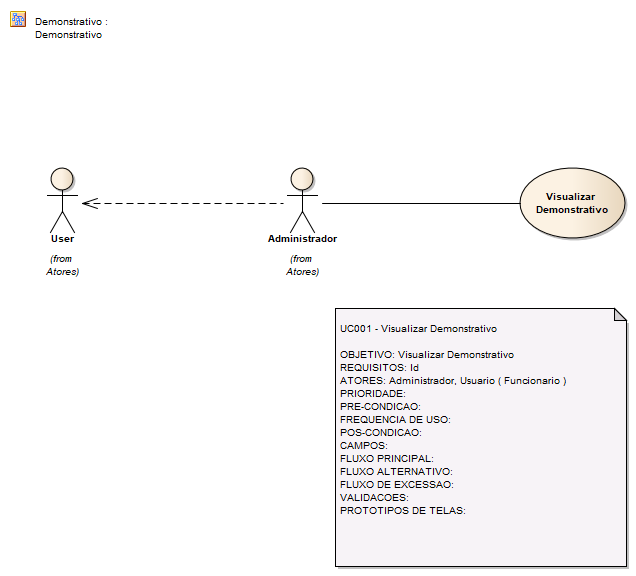 Demonstrativo :
Demonstrativo
User
(from
Atores)
Administrador
(from
Atores)
Visualizar
Demonstrativo
UC001 - Visualizar Demonstrativo
OBJETIVO: Visualizar Demonstrativo
REQUISITOS: Id
ATORES: Administrador, Usuario ( Funcionario )
PRIORIDADE:
PRE-CONDICAO:
FREQUENCIA DE USO:
POS-CONDICAO:
CAMPOS:
FLUXO PRINCIPAL:
FLUXO ALTERNATIVO:
FLUXO DE EXCESSAO:
VALIDACOES:
PROTOTIPOS DE TELAS: